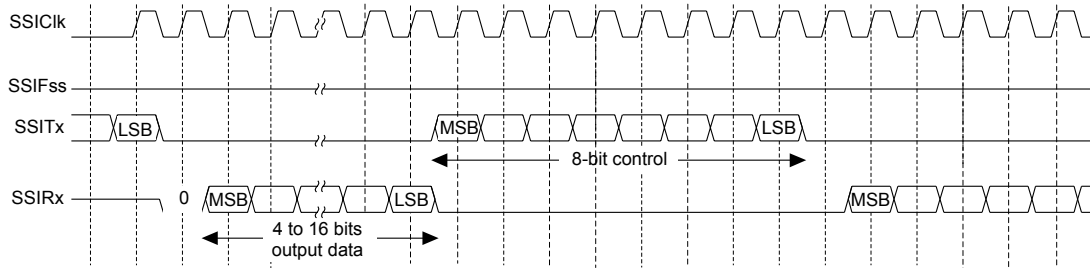 SSIClk
SSIFss
SSITx
LSB
MSB
LSB
8-bit control
SSIRx
0
MSB
LSB
MSB
4 to 16 bits
output data